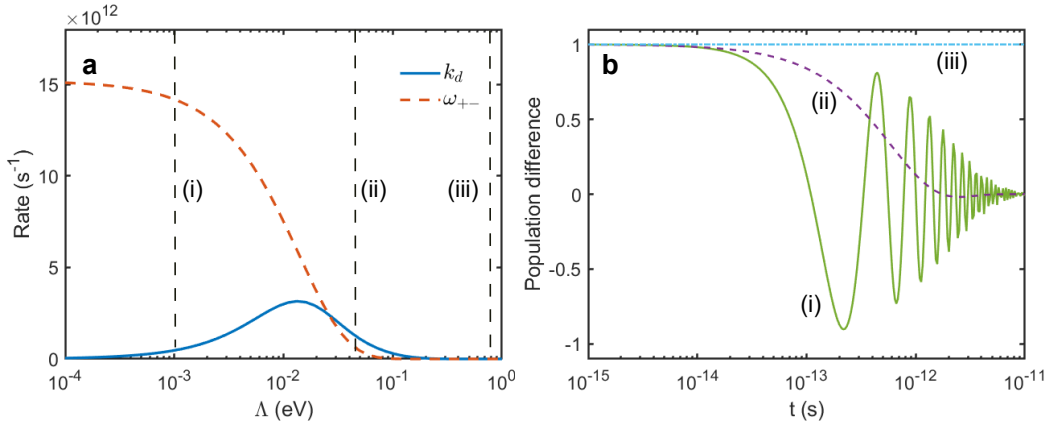 ×10¹²
a
k_d
ω₊₋
(i)
(ii)
(iii)
Rate (s⁻¹)
15
10
5
0
10⁻⁴
10⁻³
10⁻²
10⁻¹
10⁰
Λ (eV)
b
(iii)
(ii)
(i)
Population difference
1
0.5
0
-0.5
-1
10⁻¹⁵
10⁻¹⁴
10⁻¹³
10⁻¹²
10⁻¹¹
t (s)